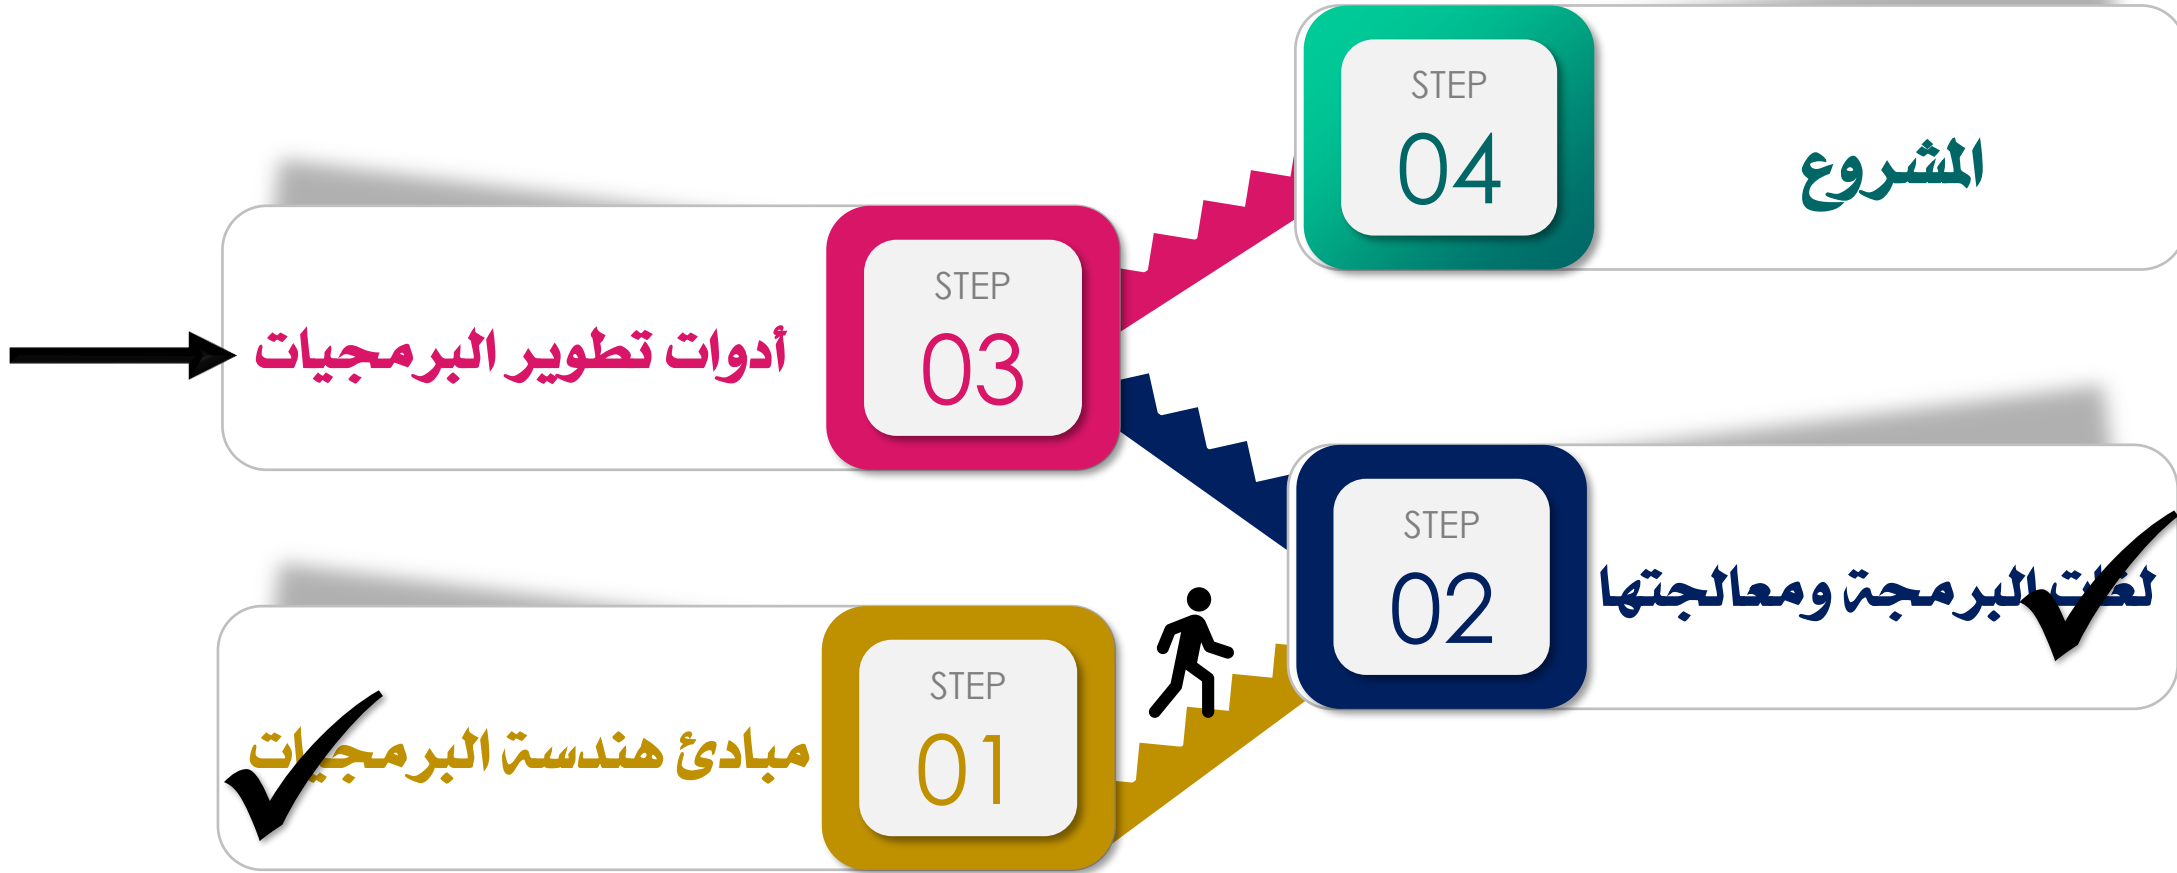 STEP
04
المشروع
STEP
03
أدوات تطوير البرمجيات
STEP
02
لغات البرمجة ومعالجتها
STEP
01
مبادئ هندسة البرمجيات